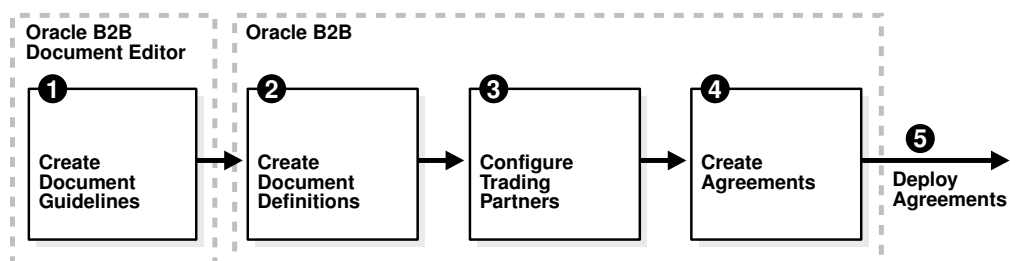 Oracle B2B
Document Editor
Oracle B2B
1
Create
Document
Guidelines
2
Create
Document
Definitions
3
Configure
Trading
Partners
4
Create
Agreements
5
Deploy
Agreements